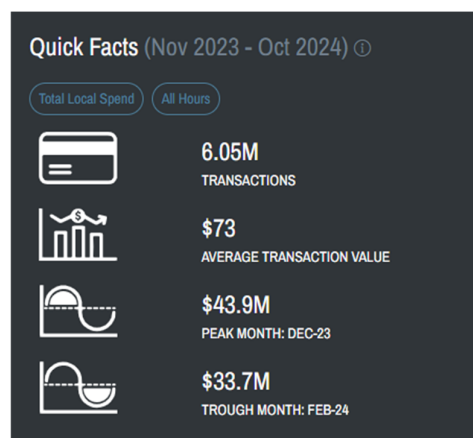 Quick Facts (Nov 2023 - Oct 2024) ⓘ
Total Local Spend All Hours
6.05M
TRANSACTIONS
$
$73
AVERAGE TRANSACTION VALUE
$43.9M
PEAK MONTH: DEC-23
$33.7M
TROUGH MONTH: FEB-24